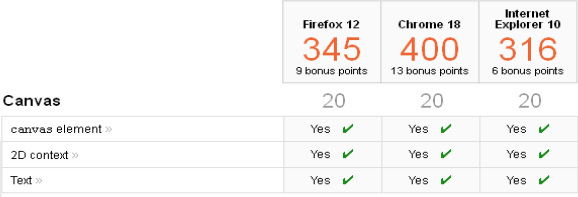 Firefox 12 Chrome 18 Internet Explorer 10
345 400 316
9 bonus points 13 bonus points 6 bonus points
Canvas 20 20 20
canvas element » Yes ✔ Yes ✔ Yes ✔
2D context » Yes ✔ Yes ✔ Yes ✔
Text » Yes ✔ Yes ✔ Yes ✔